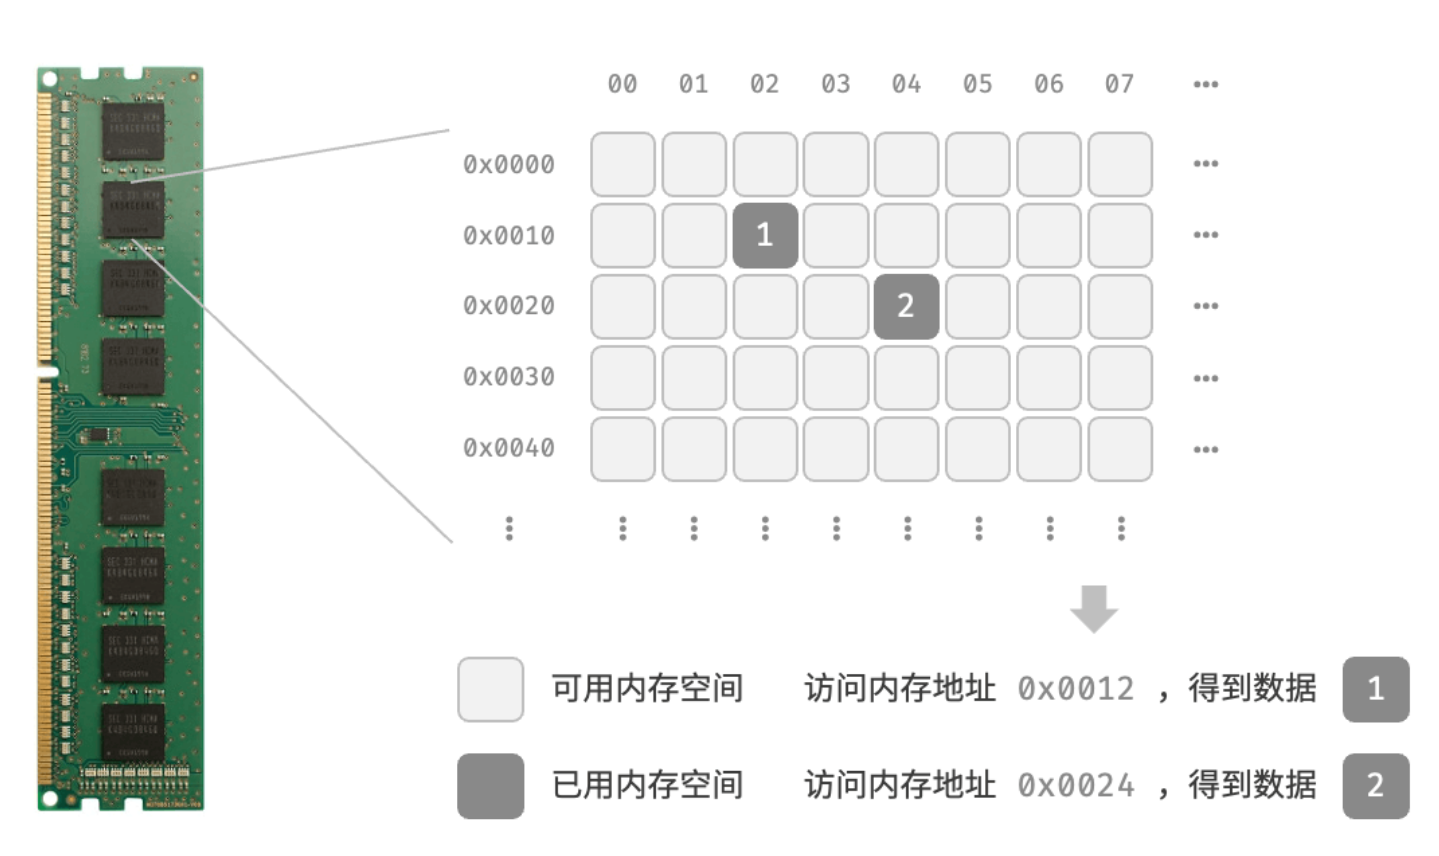 00 01 02 03 04 05 06 07 •••
0x0000 •••
0x0010 1 •••
0x0020 2 •••
0x0030 •••
0x0040 •••
可用内存空间 访问内存地址 0x0012 ，得到数据 1
已用内存空间 访问内存地址 0x0024 ，得到数据 2